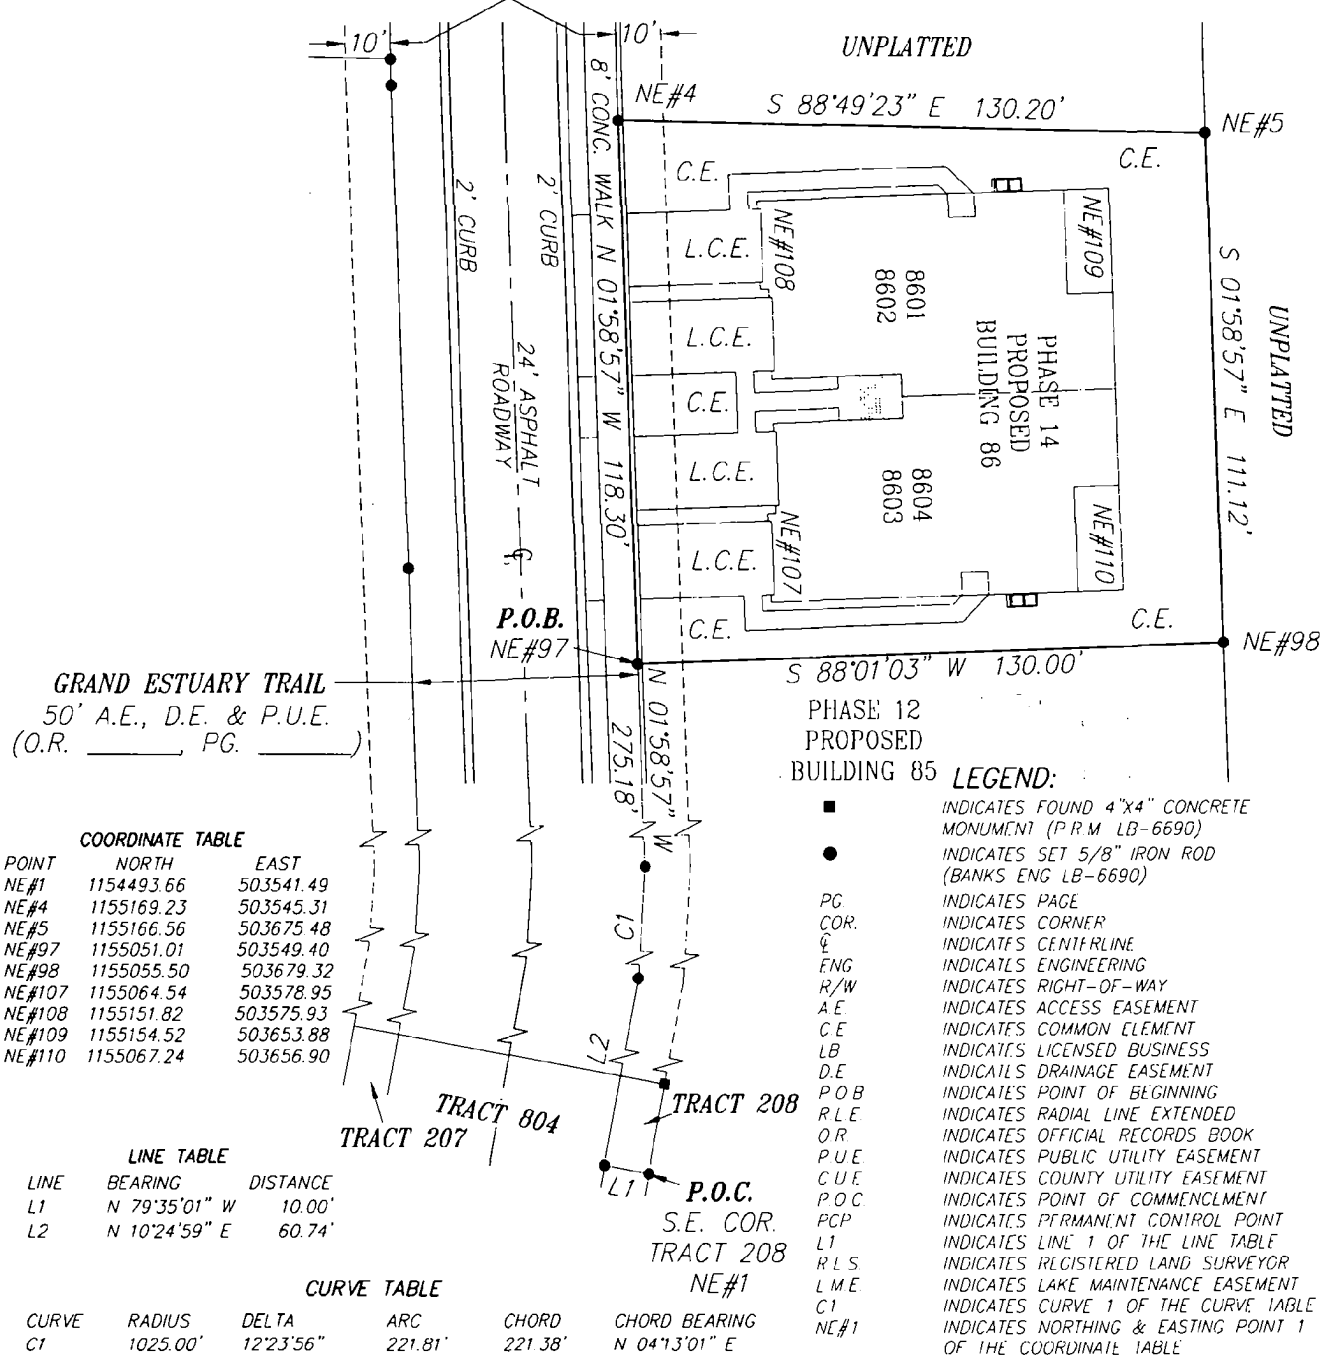 10'
10'
UNPLATTED
NE#4
S 88°49'23" E 130.20'
NE#5
C.E.
C.E.
8' CONC. WALK
N 01°58'57" W 118.30'
2' CURB
2' CURB
24' ASPHALT
ROADWAY
L.C.E.
L.C.E.
C.E.
L.C.E.
L.C.E.
C.E.
C.E.
NE#108
NE#109
8601
8602
PHASE 14
PROPOSED
BUILDING 86
8604
8603
NE#107
NE#110
S 01°58'57" E 111.12'
UNPLATTED
P.O.B.
NE#97
NE#98
S 88°01'03" W 130.00'
GRAND ESTUARY TRAIL
50' A.E., D.E. & P.U.E.
(O.R. ______, PG. ______)
N 01°58'57" W
275.18'
PHASE 12
PROPOSED
BUILDING 85
C1
L2
TRACT 208
TRACT 804
TRACT 207
L1
P.O.C.
S.E. COR.
TRACT 208
NE#1
COORDINATE TABLE
POINT NORTH EAST
NE#1 1154493.66 503541.49
NE#4 1155169.23 503545.31
NE#5 1155166.56 503675.48
NE#97 1155051.01 503549.40
NE#98 1155055.50 503679.32
NE#107 1155064.54 503578.95
NE#108 1155151.82 503575.93
NE#109 1155154.52 503653.88
NE#110 1155067.24 503656.90
LINE TABLE
LINE BEARING DISTANCE
L1 N 79°35'01" W 10.00'
L2 N 10°24'59" E 60.74'
CURVE TABLE
CURVE RADIUS DELTA ARC CHORD CHORD BEARING
C1 1025.00' 12°23'56" 221.81' 221.38' N 04°13'01" E
LEGEND:
INDICATES FOUND 4"X4" CONCRETE
MONUMENT (P.R.M. LB-6690)
INDICATES SET 5/8" IRON ROD
(BANKS ENG LB-6690)
PG. INDICATES PAGE
COR. INDICATES CORNER
℄ INDICATES CENTERLINE
ENG INDICATES ENGINEERING
R/W INDICATES RIGHT-OF-WAY
A.E. INDICATES ACCESS EASEMENT
C.E INDICATES COMMON ELEMENT
LB INDICATES LICENSED BUSINESS
D.E INDICATES DRAINAGE EASEMENT
P.O.B INDICATES POINT OF BEGINNING
R.L.E. INDICATES RADIAL LINE EXTENDED
O.R. INDICATES OFFICIAL RECORDS BOOK
P.U.E. INDICATES PUBLIC UTILITY EASEMENT
C.U.E. INDICATES COUNTY UTILITY EASEMENT
P.O.C. INDICATES POINT OF COMMENCEMENT
PCP INDICATES PERMANENT CONTROL POINT
L1 INDICATES LINE 1 OF THE LINE TABLE
R.L.S. INDICATES REGISTERED LAND SURVEYOR
L.M.E. INDICATES LAKE MAINTENANCE EASEMENT
C1 INDICATES CURVE 1 OF THE CURVE TABLE
NE#1 INDICATES NORTHING & EASTING POINT 1
OF THE COORDINATE TABLE